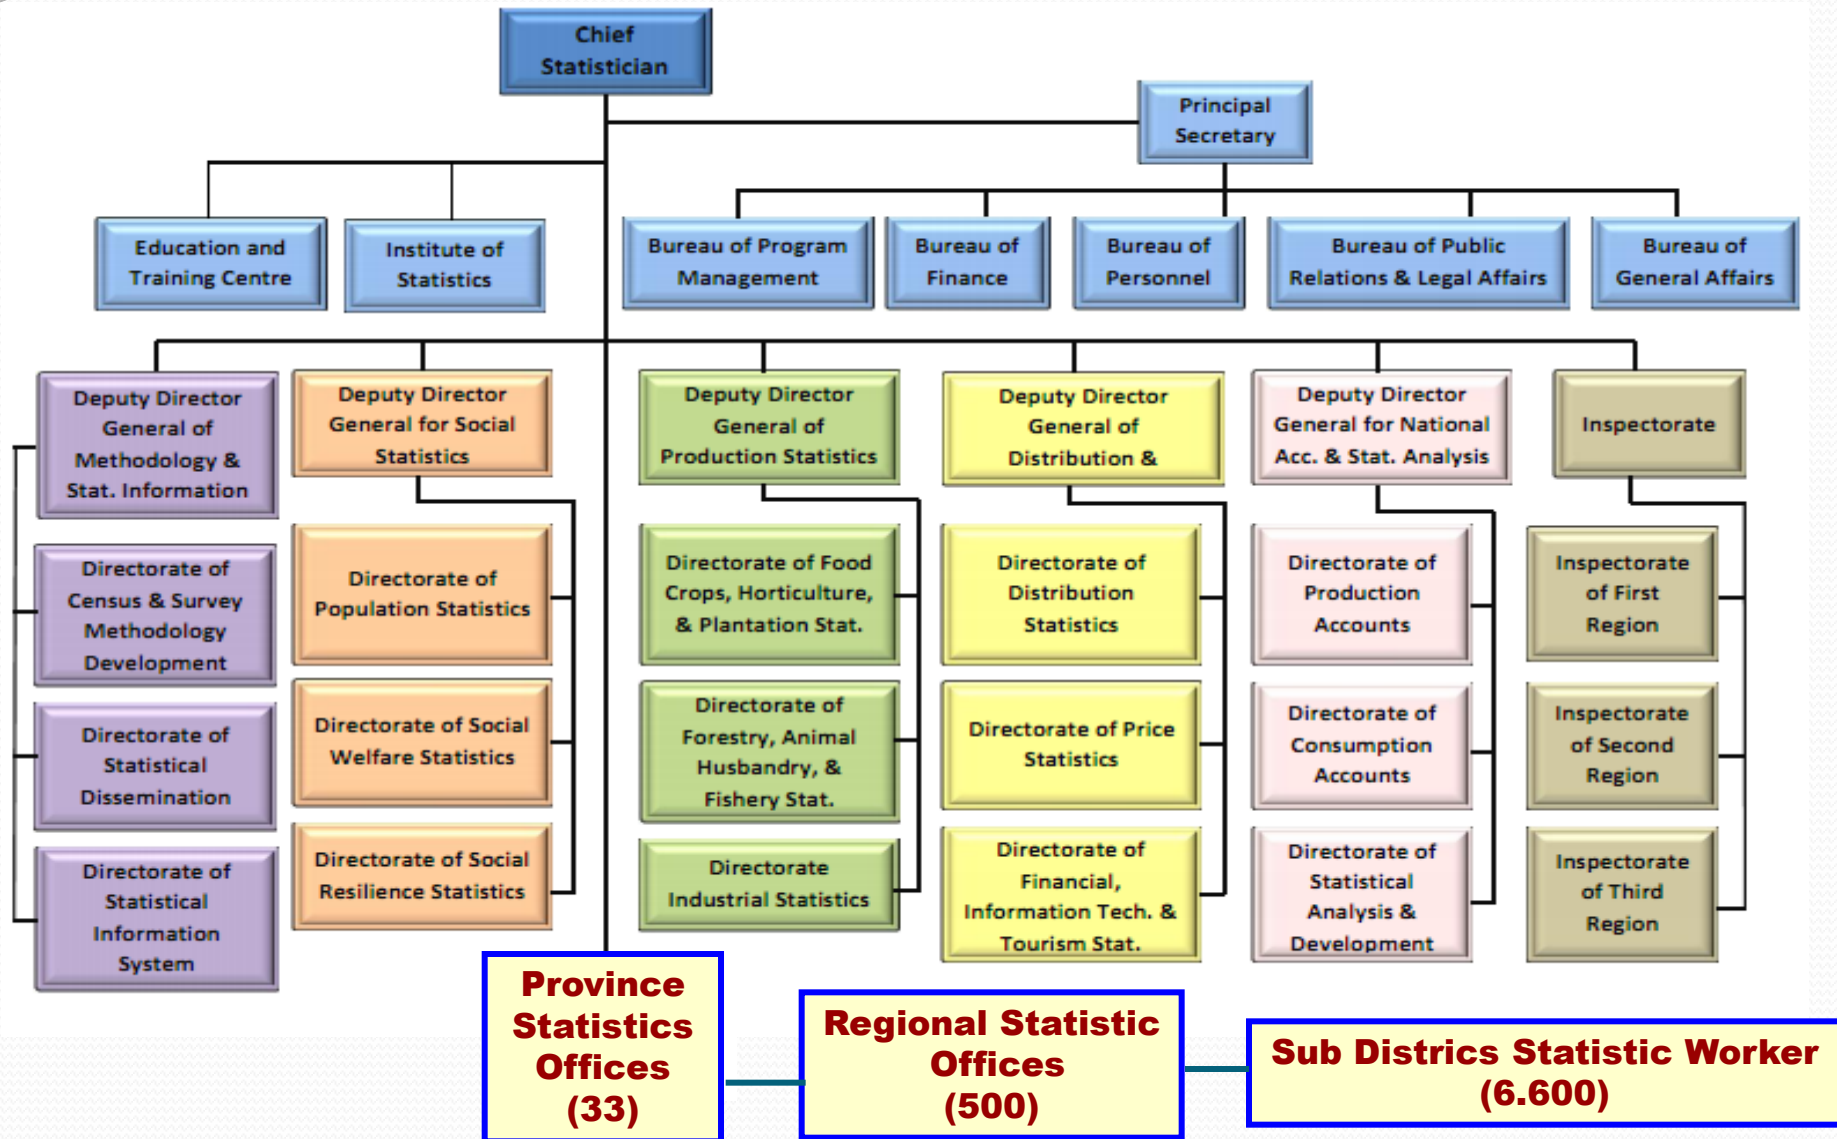 Chief
Statistician
Principal
Secretary
Education and
Training Centre
Institute of
Statistics
Bureau of Program
Management
Bureau of
Finance
Bureau of
Personnel
Bureau of Public
Relations & Legal Affairs
Bureau of
General Affairs
Deputy Director
General of
Methodology &
Stat. Information
Deputy Director
General for Social
Statistics
Deputy Director
General of
Production Statistics
Deputy Director
General of
Distribution &
Deputy Director
General for National
Acc. & Stat. Analysis
Inspectorate
Directorate of
Census & Survey
Methodology
Development
Directorate of
Population Statistics
Directorate of Food
Crops, Horticulture,
& Plantation Stat.
Directorate of
Distribution
Statistics
Directorate of
Production
Accounts
Inspectorate
of First
Region
Directorate of
Statistical
Dissemination
Directorate of Social
Welfare Statistics
Directorate of
Forestry, Animal
Husbandry, &
Fishery Stat.
Directorate of Price
Statistics
Directorate of
Consumption
Accounts
Inspectorate
of Second
Region
Directorate of
Statistical
Information
System
Directorate of Social
Resilience Statistics
Directorate
Industrial Statistics
Directorate of
Financial,
Information Tech. &
Tourism Stat.
Directorate of
Statistical
Analysis &
Development
Inspectorate
of Third
Region
Province
Statistics
Offices
(33)
Regional Statistic
Offices
(500)
Sub Districs Statistic Worker
(6.600)